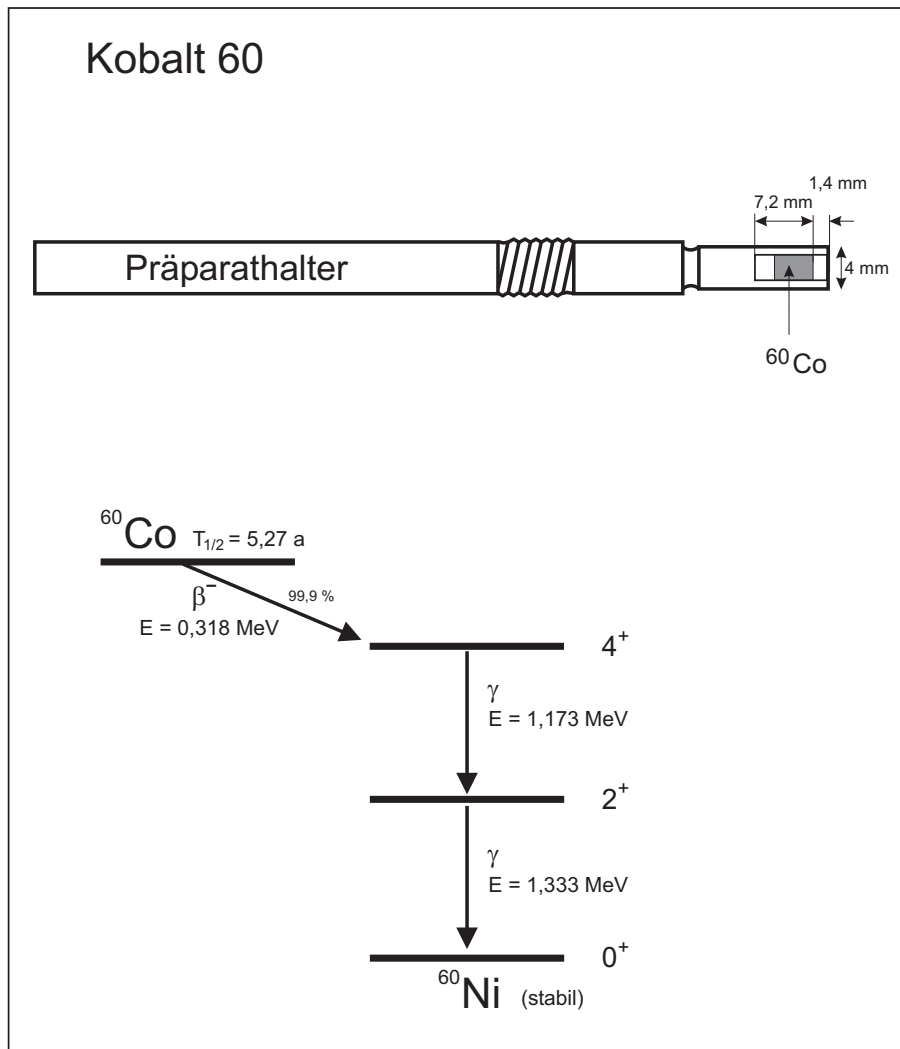 Kobalt 60
1,4 mm
7,2 mm
Präparathalter
4 mm
⁶⁰Co
⁶⁰Co T₁/₂ = 5,27 a
β⁻ 99,9 %
E = 0,318 MeV
4⁺
γ
E = 1,173 MeV
2⁺
γ
E = 1,333 MeV
0⁺
⁶⁰Ni (stabil)